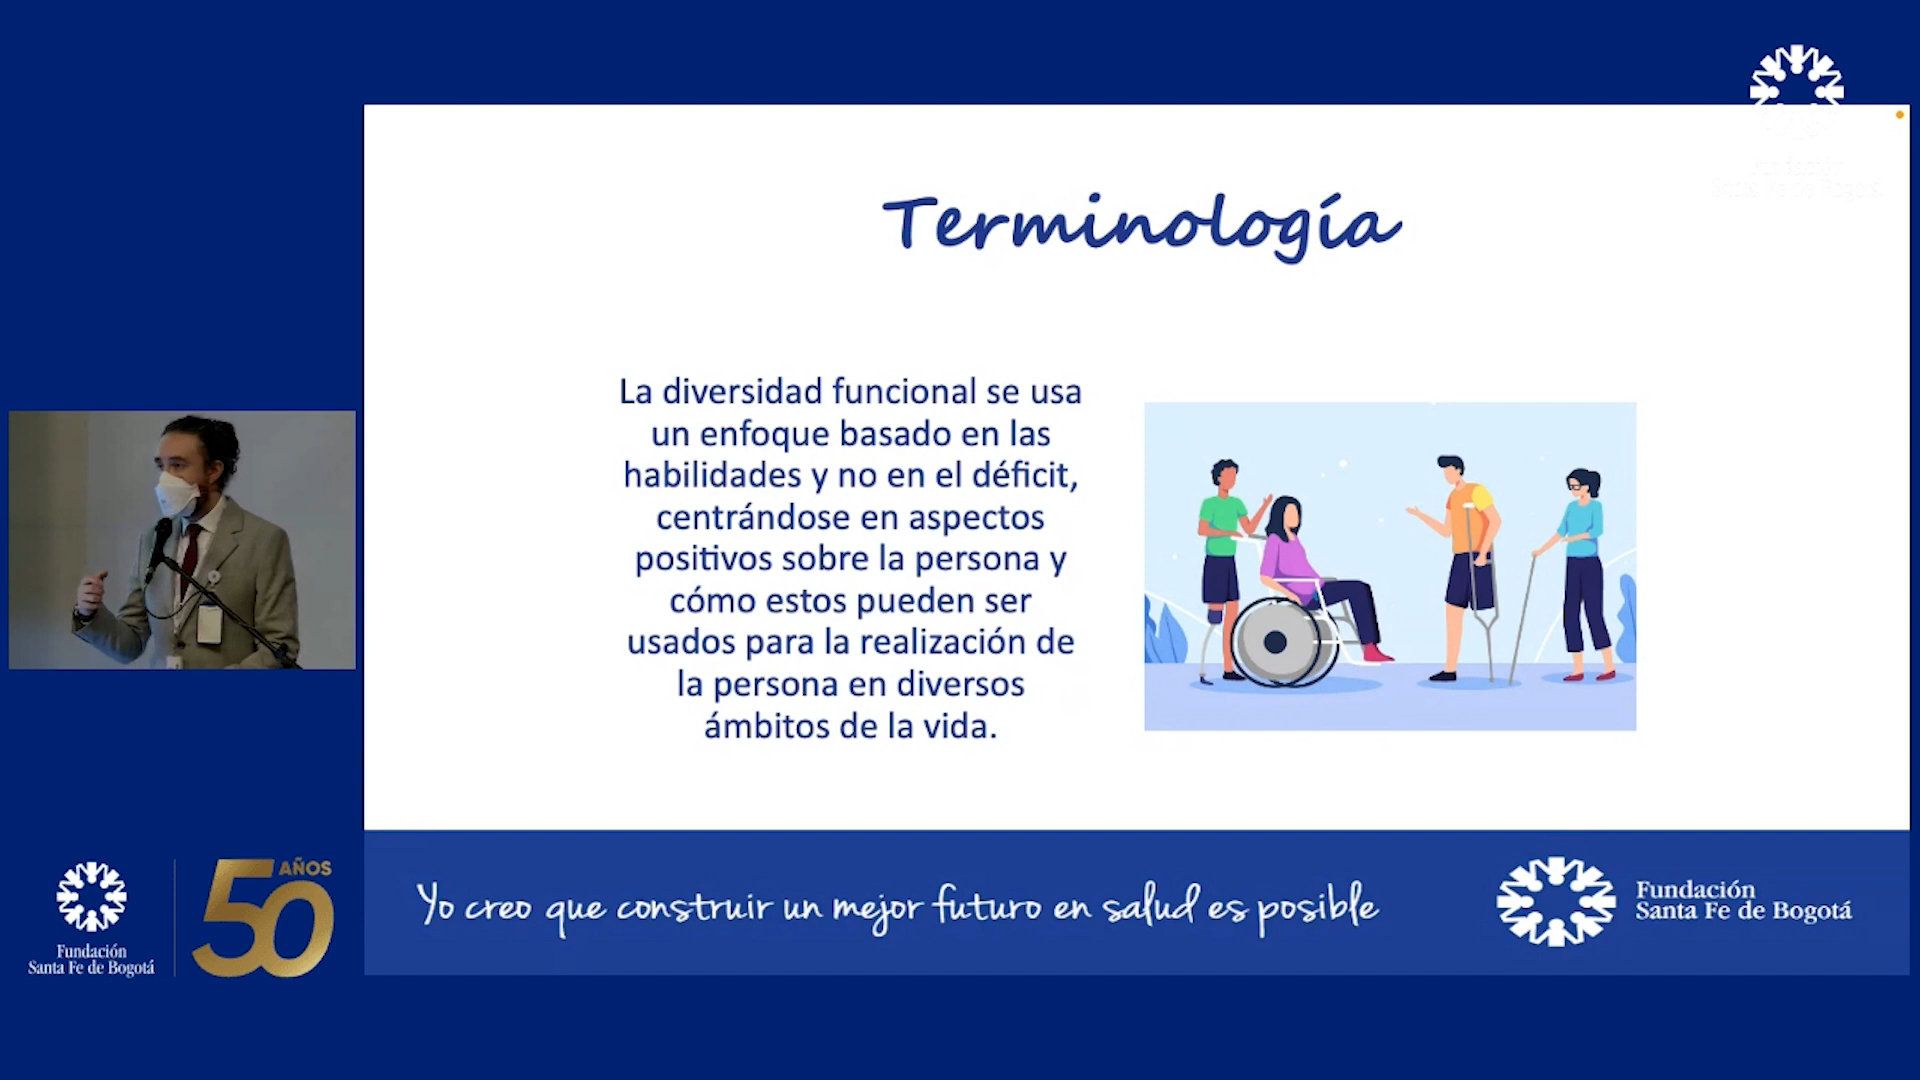 Terminología
La diversidad funcional se usa
un enfoque basado en las
habilidades y no en el déficit,
centrándose en aspectos
positivos sobre la persona y
cómo estos pueden ser
usados para la realización de
la persona en diversos
ámbitos de la vida.
Fundación
Santa Fe de Bogotá
50 AÑOS
Yo creo que construir un mejor futuro en salud es posible
Fundación
Santa Fe de Bogotá